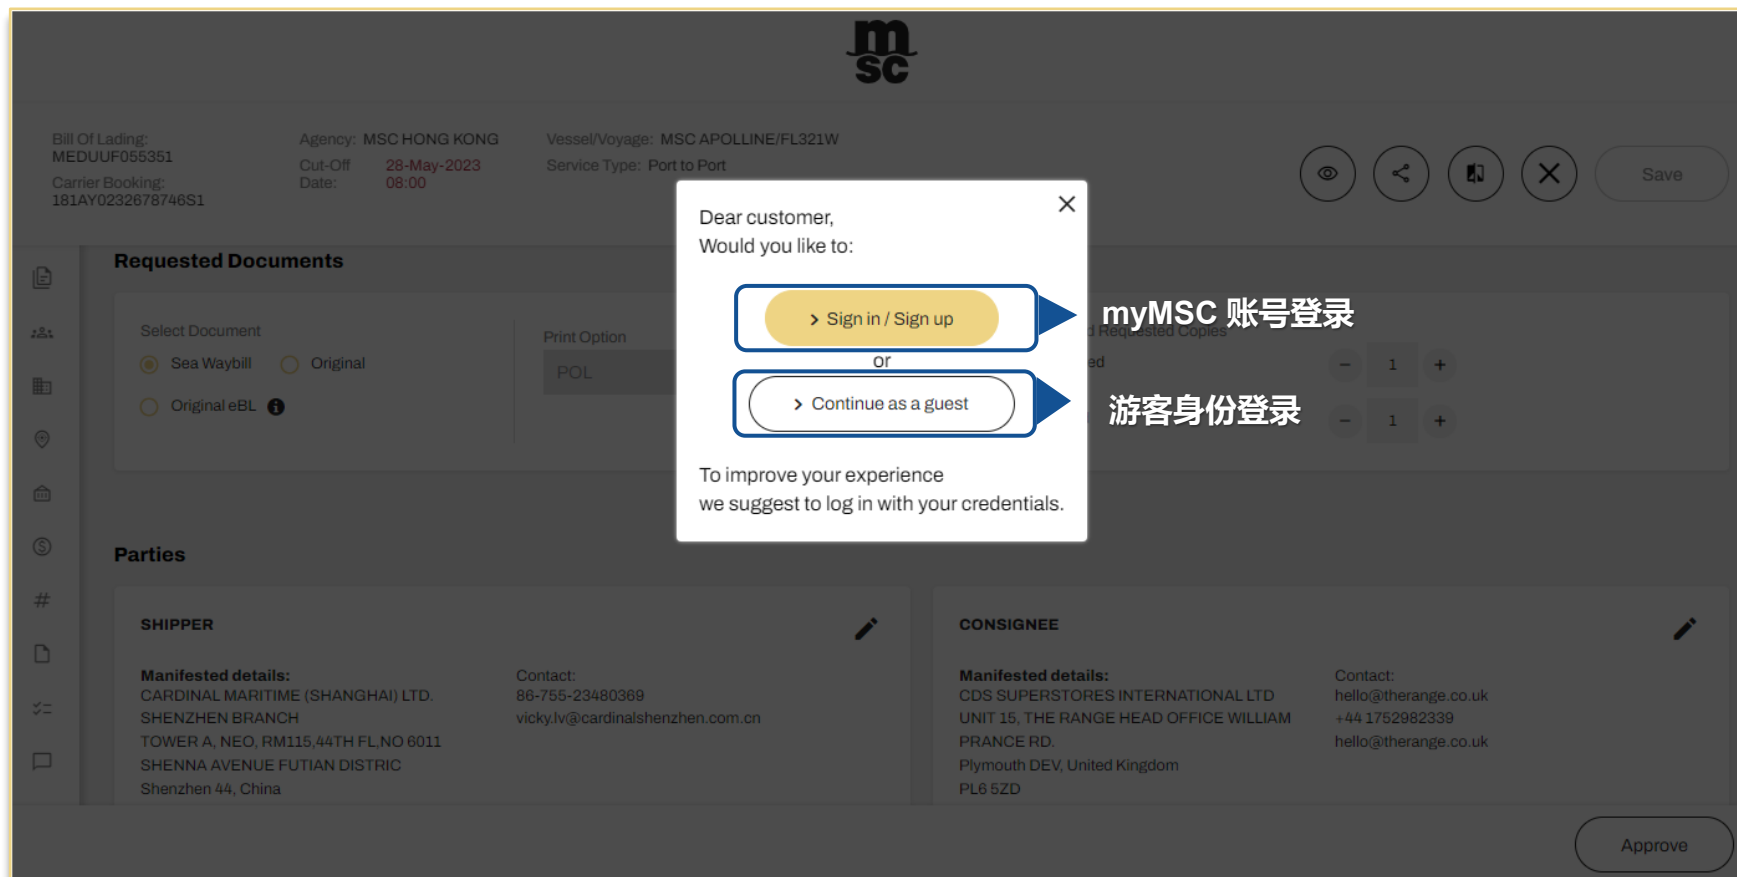 msc
Bill Of Lading:
MEDUUF055351
Carrier Booking:
181AY0232678746S1
Agency: MSC HONG KONG
Cut-Off Date: 28-May-2023 08:00
Vessel/Voyage: MSC APOLLINE/FL321W
Service Type: Port to Port
Save
Dear customer,
Would you like to:
Sign in / Sign up
or
Continue as a guest
To improve your experience
we suggest to log in with your credentials.
myMSC 账号登录
游客身份登录
Requested Documents
Select Document
Sea Waybill
Original
Original eBL
Print Option
POL
Requested Copies
1
1
Parties
SHIPPER
Manifested details:
CARDINAL MARITIME (SHANGHAI) LTD.
SHENZHEN BRANCH
TOWER A, NEO, RM115,44TH FL,NO 6011
SHENNA AVENUE FUTIAN DISTRIC
Shenzhen 44, China
Contact:
86-755-23480369
vicky.lv@cardinalshenzhen.com.cn
CONSIGNEE
Manifested details:
CDS SUPERSTORES INTERNATIONAL LTD
UNIT 15, THE RANGE HEAD OFFICE WILLIAM
PRANCE RD.
Plymouth DEV, United Kingdom
PL6 5ZD
Contact:
hello@therange.co.uk
+44 1752982339
hello@therange.co.uk
Approve